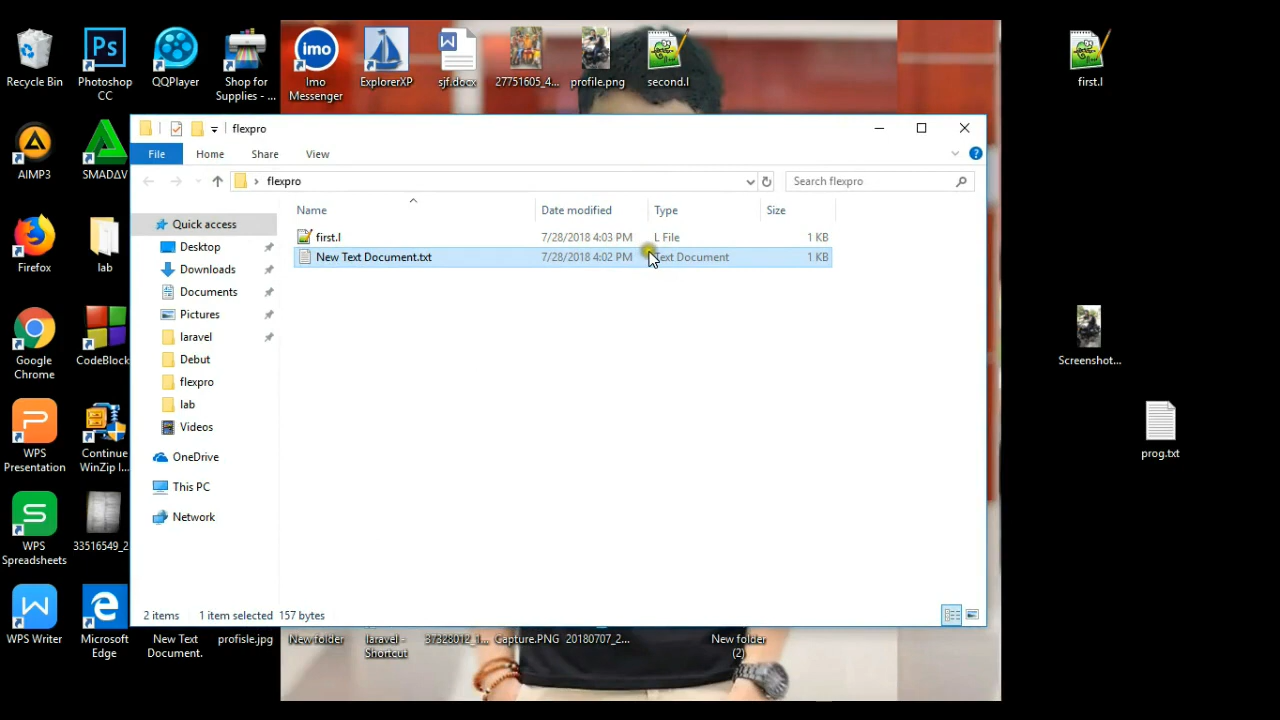 Recycle Bin
Photoshop CC
QQPlayer
Shop for Supplies - ...
imo
Imo Messenger
ExplorerXP
sjf.docx
27751605_4...
profile.png
second.l
first.l
AIMP3
SMADΔV
Firefox
lab
Google Chrome
CodeBlock
WPS Presentation
Continue WinZip I...
WPS Spreadsheets
33516549_2
WPS Writer
Microsoft Edge
New Text Document.
profisle.jpg
New folder
laravel - Shortcut
37328012_1...
Capture.PNG
20180707_2...
New folder (2)
Screenshot...
prog.txt
flexpro
File Home Share View
flexpro
Search flexpro
Name Date modified Type Size
first.l 7/28/2018 4:03 PM L File 1 KB
New Text Document.txt 7/28/2018 4:02 PM Text Document 1 KB
Quick access
Desktop
Downloads
Documents
Pictures
laravel
Debut
flexpro
lab
Videos
OneDrive
This PC
Network
2 items 1 item selected 157 bytes